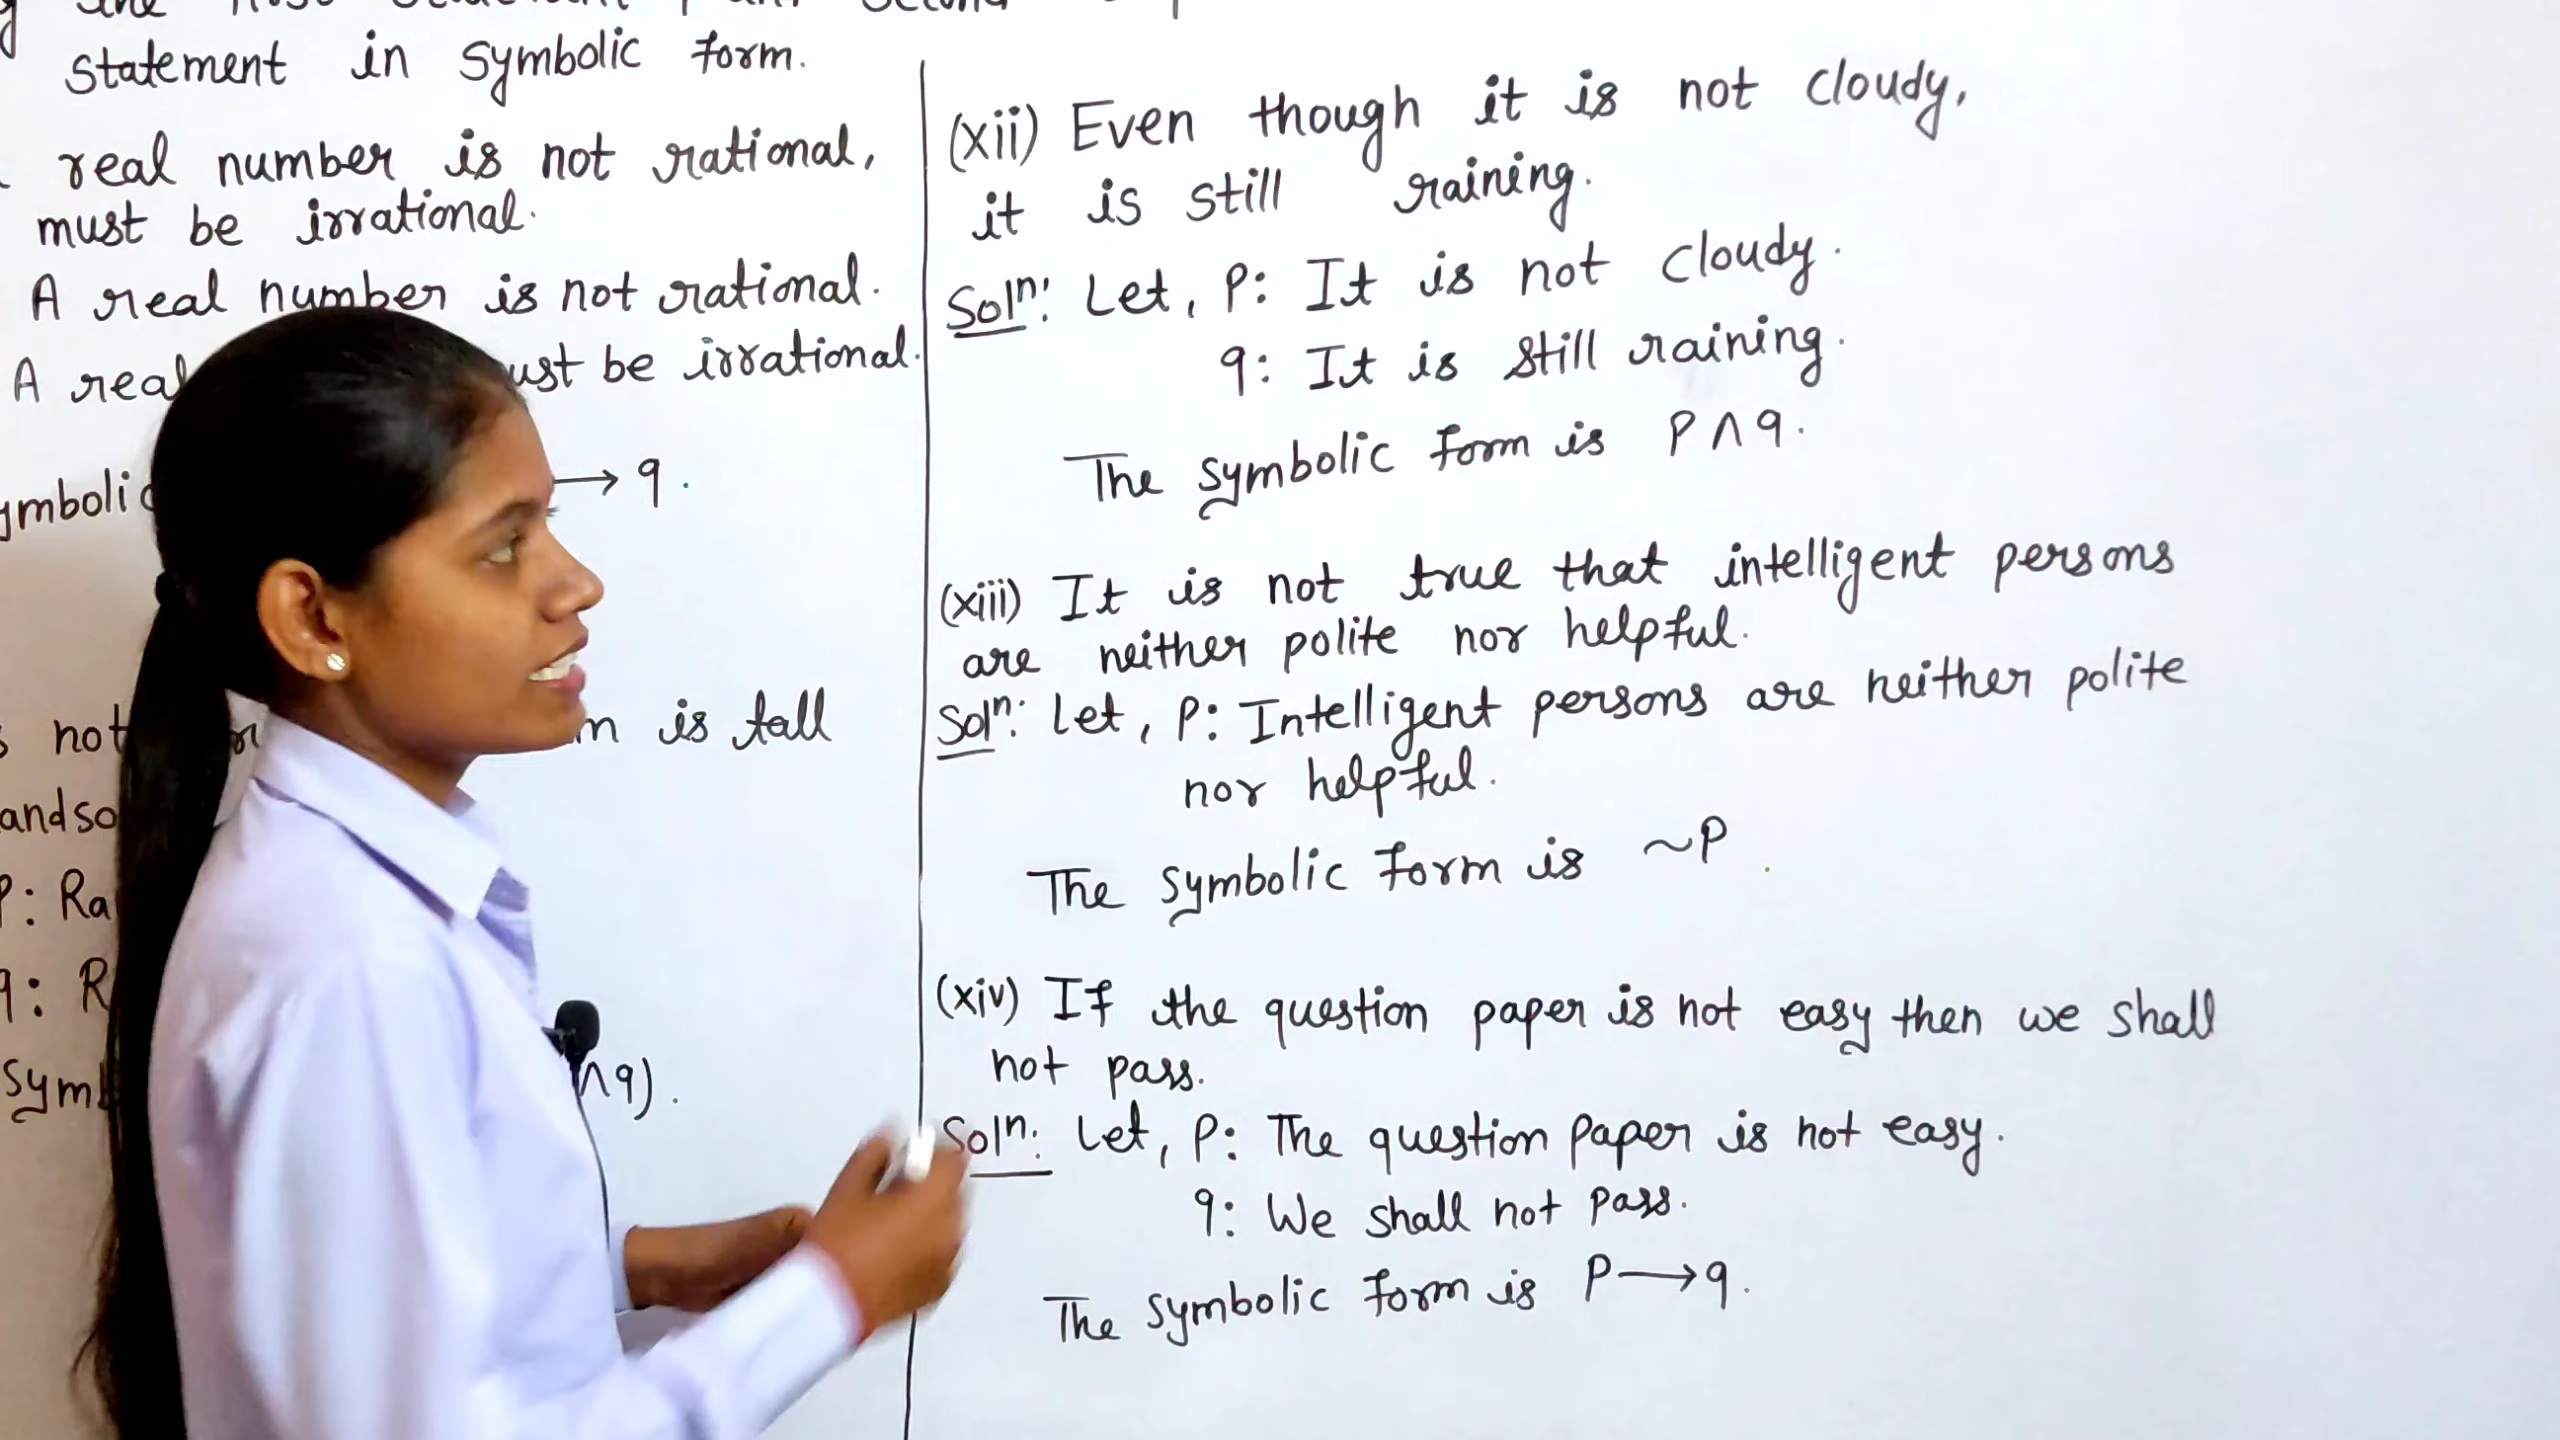 statement in symbolic form.
real number is not rational,
must be irrational.
A real number is not rational.
A real ust be irrational.
ymbolic → q.
s not m is tall
andso
P: Ra
q: R
Symb ∧q).
(xii) Even though it is not cloudy,
it is still raining.
Solⁿ: Let, P: It is not cloudy.
q: It is still raining.
The symbolic form is P∧q.
(xiii) It is not true that intelligent persons
are neither polite nor helpful.
Solⁿ: Let, P: Intelligent persons are neither polite
nor helpful.
The symbolic form is ~P
(xiv) If the question paper is not easy then we shall
not pass.
Solⁿ: Let, P: The question paper is not easy.
q: We shall not pass.
The symbolic form is P→q.